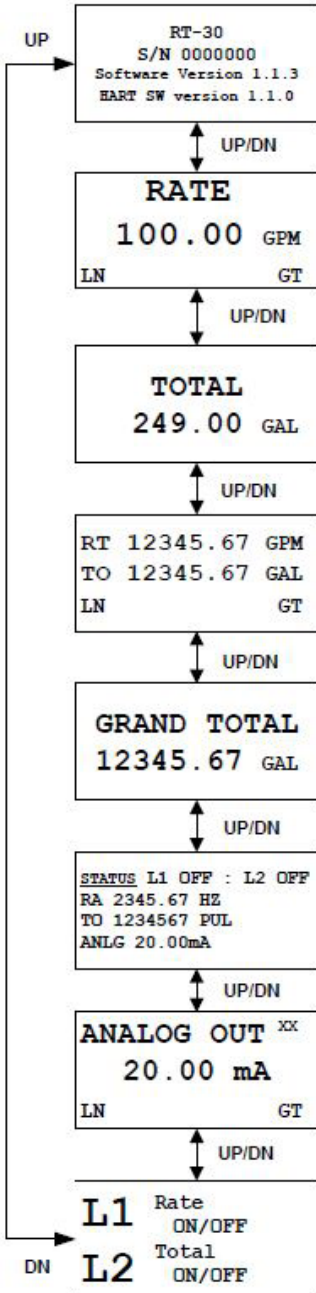 UP
RT-30
S/N 0000000
Software Version 1.1.3
HART SW version 1.1.0
UP/DN
RATE
100.00 GPM
LN GT
UP/DN
TOTAL
249.00 GAL
UP/DN
RT 12345.67 GPM
TO 12345.67 GAL
LN GT
UP/DN
GRAND TOTAL
12345.67 GAL
UP/DN
STATUS L1 OFF : L2 OFF
RA 2345.67 HZ
TO 1234567 PUL
ANLG 20.00mA
UP/DN
ANALOG OUT XX
20.00 mA
LN GT
UP/DN
L1 Rate
ON/OFF
L2 Total
ON/OFF
DN